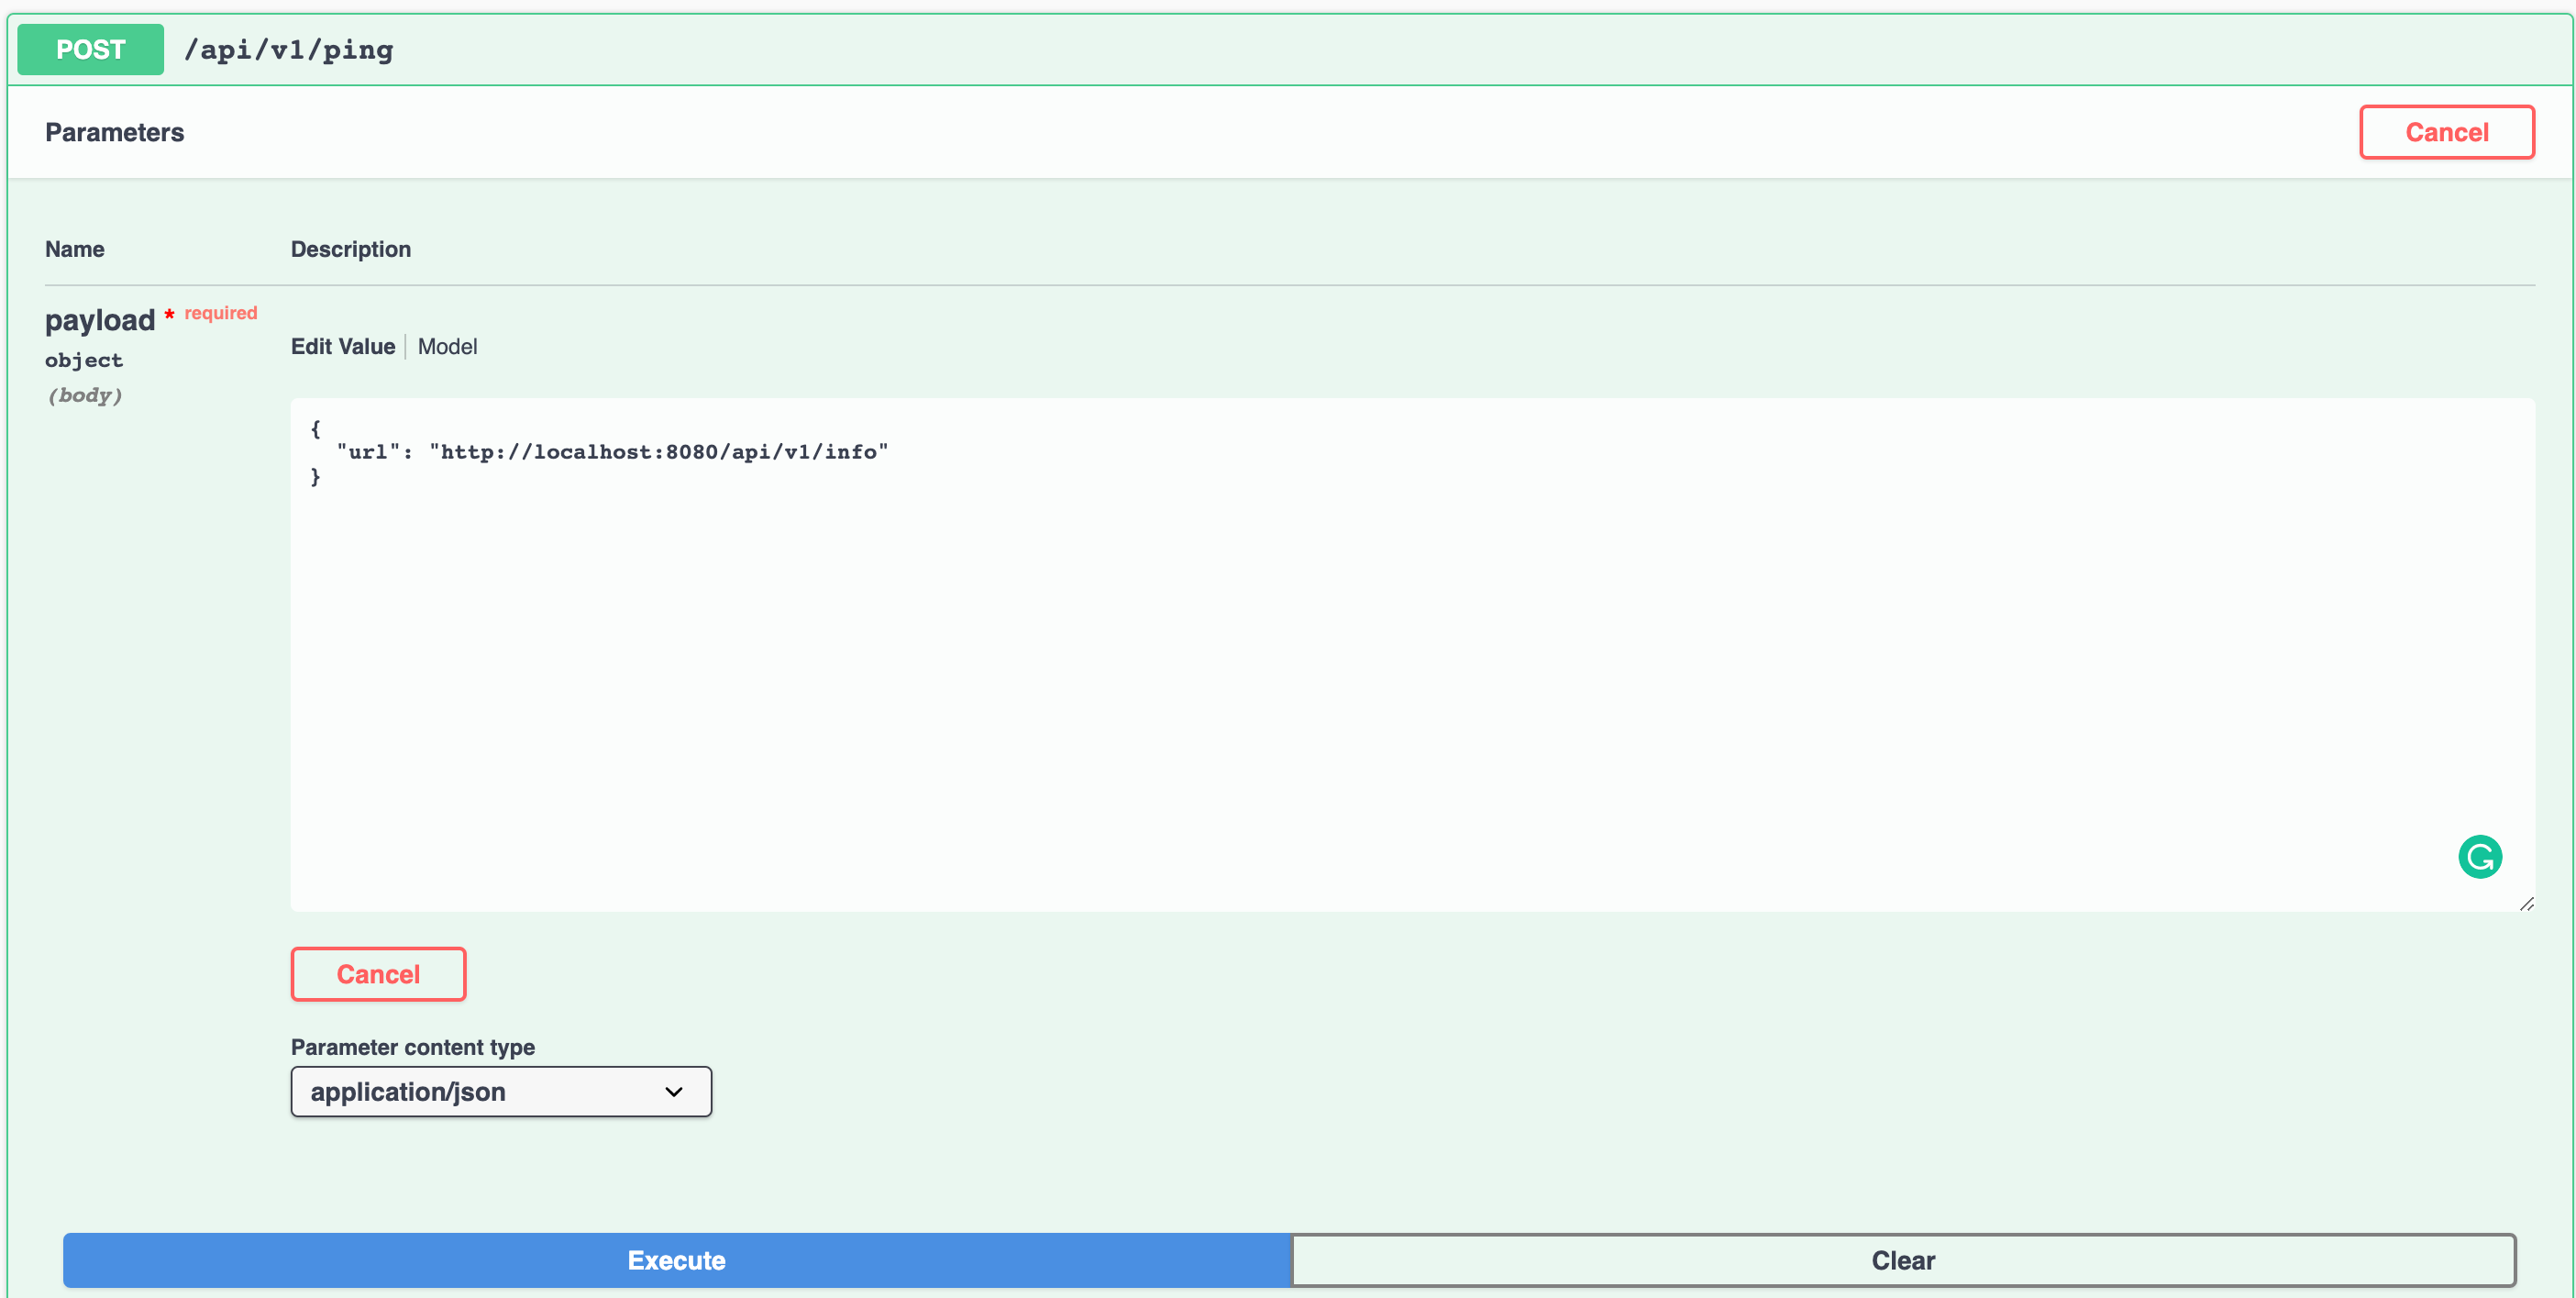 POST /api/v1/ping
Parameters
Cancel
Name Description
payload * required
object
(body)
Edit Value Model
{
"url": "http://localhost:8080/api/v1/info"
}
Cancel
Parameter content type
application/json
Execute Clear